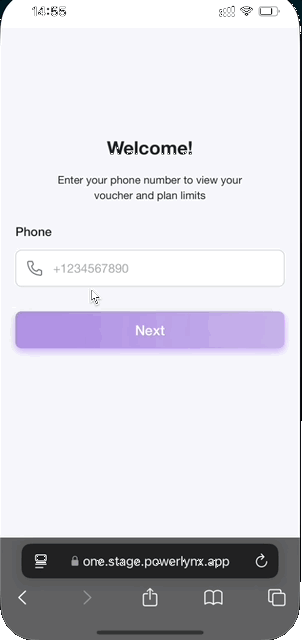 14:55
Welcome!
Enter your phone number to view your
voucher and plan limits
Phone
+1234567890
Next
one.stage.powerlynx.app